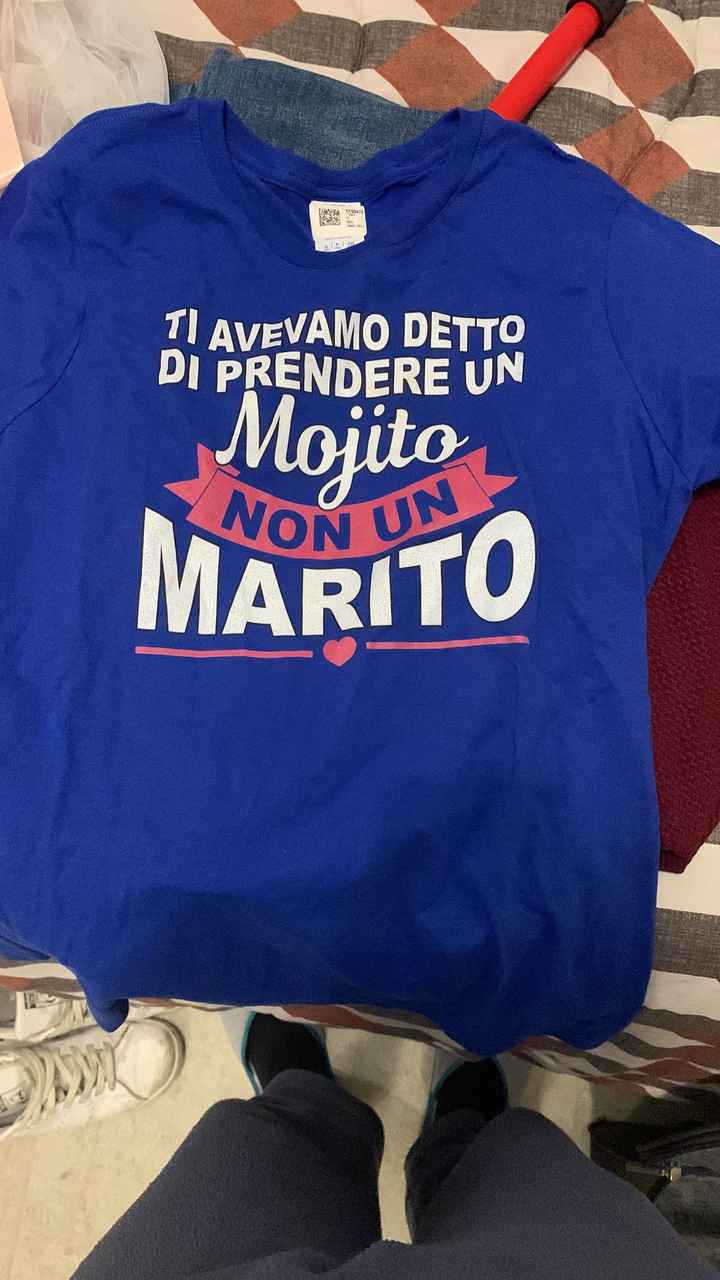 TI AVEVAMO DETTO
DI PRENDERE UN
Mojito
NON UN
MARITO